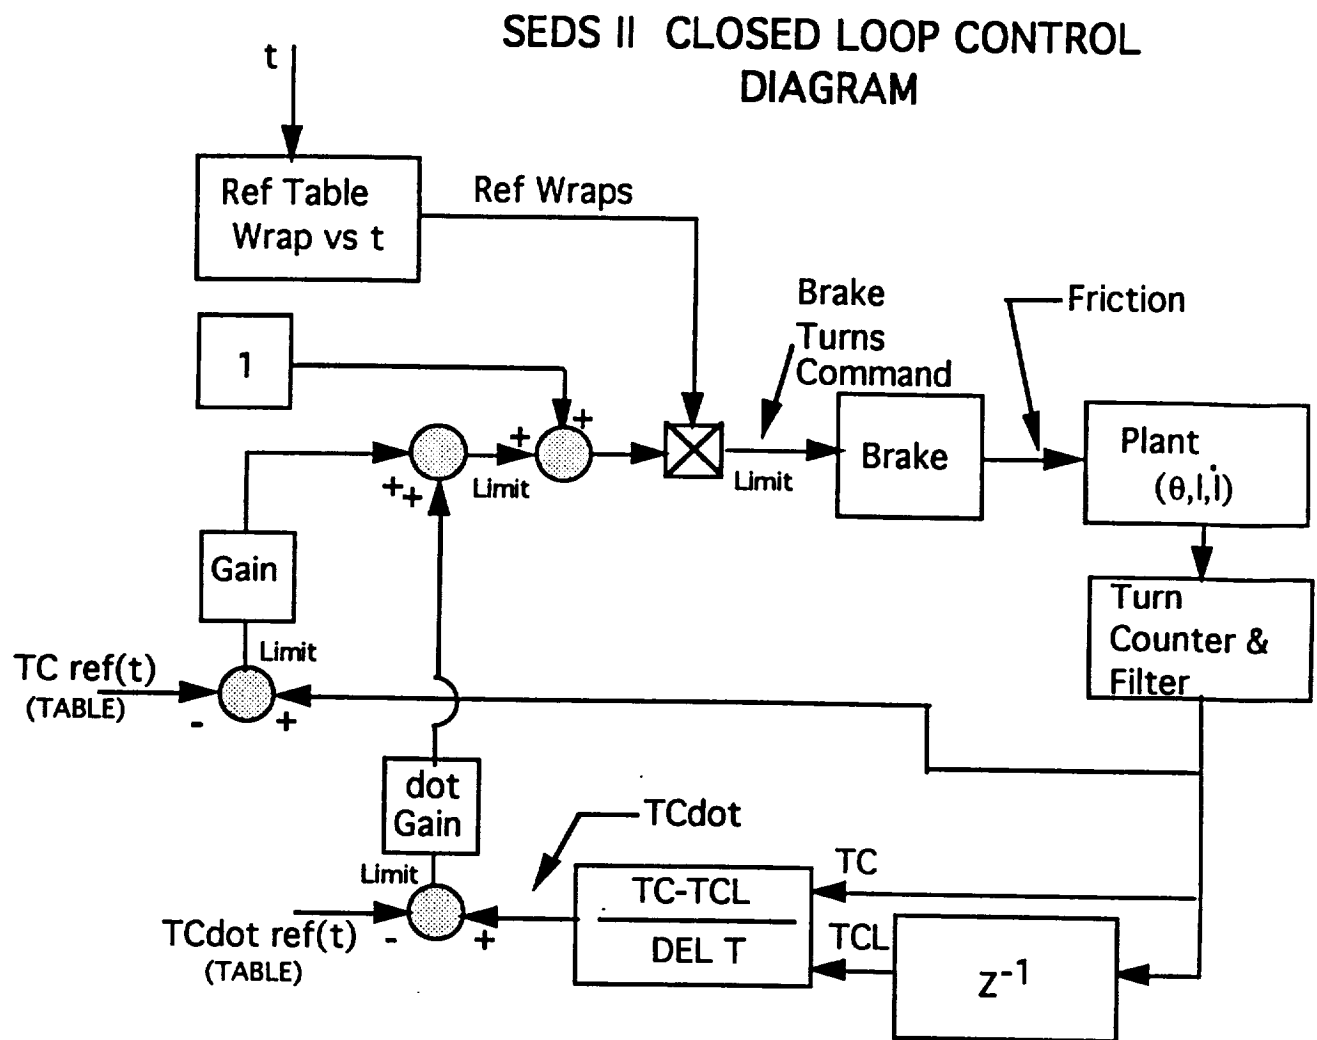 SEDS II CLOSED LOOP CONTROL
DIAGRAM
t
Ref Table
Wrap vs t
Ref Wraps
1
Brake
Turns
Command
Friction
+
+
++
Limit
Limit
Brake
Plant
(θ,l,l̇)
Gain
Turn
Counter &
Filter
Limit
TC ref(t)
(TABLE)
-
+
dot
Gain
TCdot
Limit
TC
TC-TCL
DEL T
TCL
TCdot ref(t)
(TABLE)
-
+
Z⁻¹